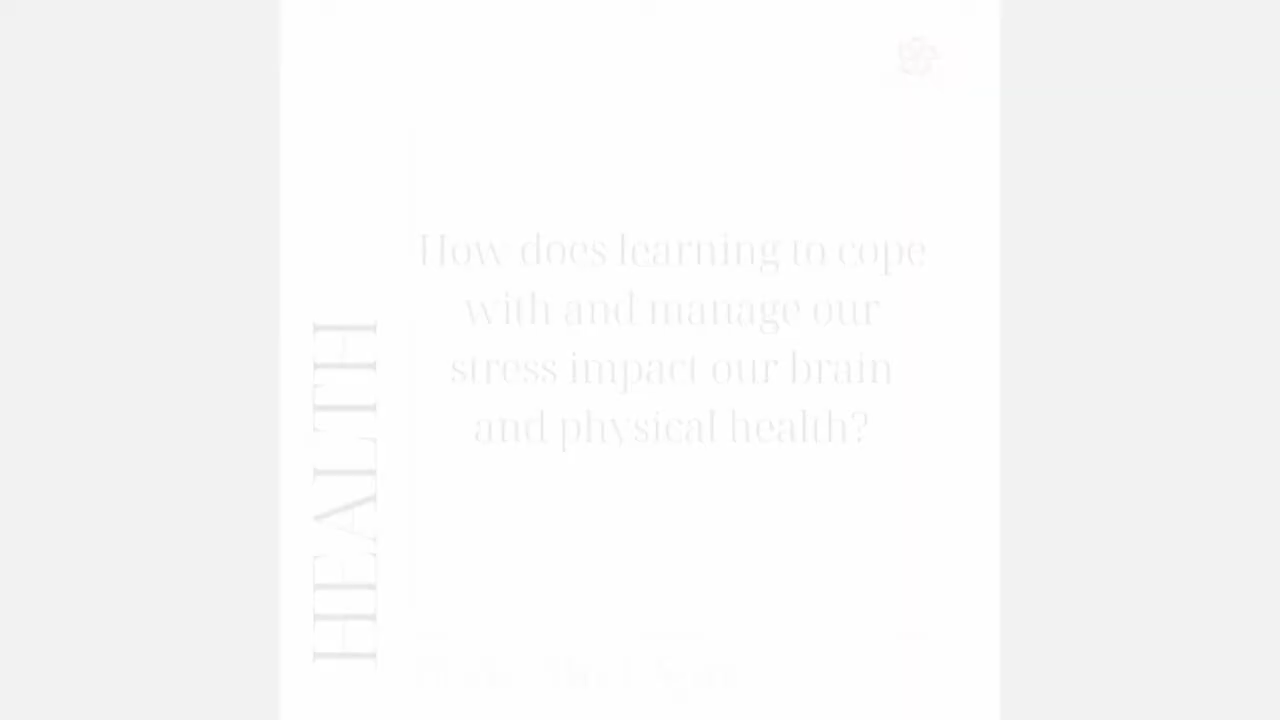 HEALTH
How does learning to cope
with and manage our
stress impact our brain
and physical health?